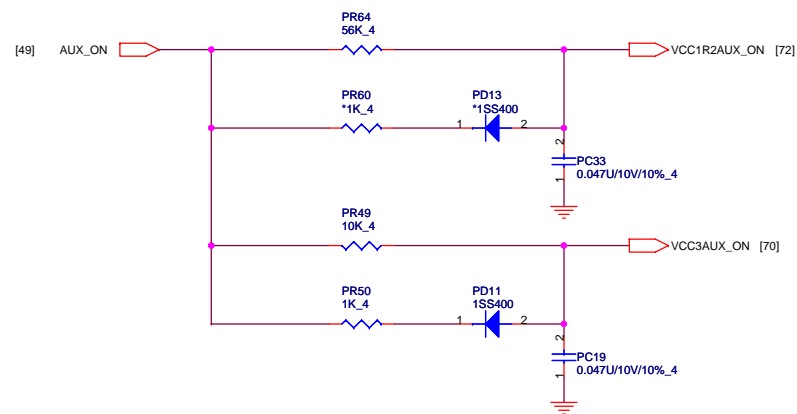 PR64
56K_4
[49] AUX_ON
VCC1R2AUX_ON [72]
PR60
*1K_4
PD13
*1SS400
1 2
2
PC33
0.047U/10V/10%_4
1
PR49
10K_4
VCC3AUX_ON [70]
PR50
1K_4
PD11
1SS400
1 2
2
PC19
0.047U/10V/10%_4
1